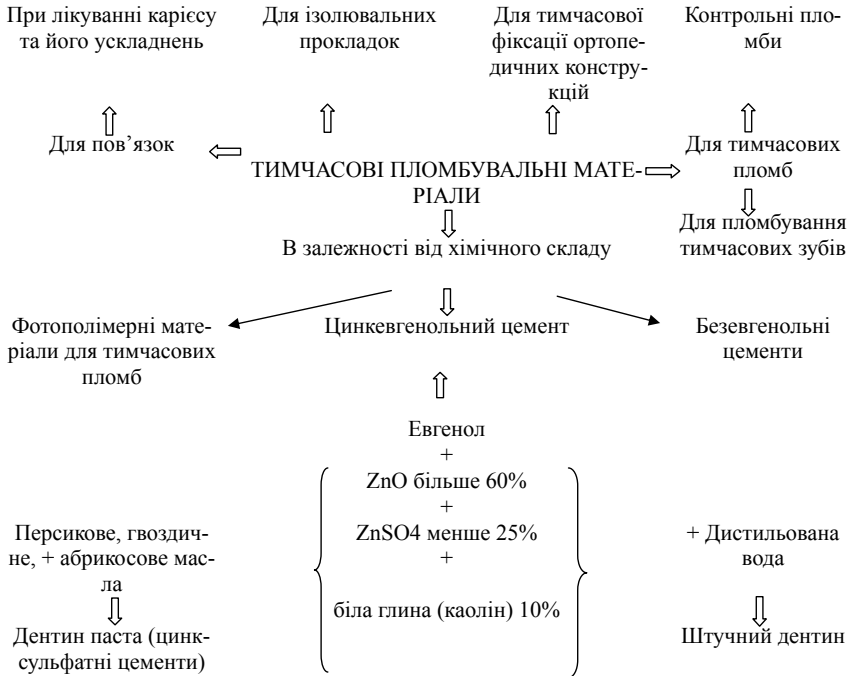 При лікуванні карієсу
та його ускладнень
Для ізолювальних
прокладок
Для тимчасової
фіксації ортопе-
дичних констру-
кцій
Контрольні пло-
мби
Для пов’язок
ТИМЧАСОВІ ПЛОМБУВАЛЬНІ МАТЕ-
РІАЛИ
Для тимчасових
пломб
Для пломбування
тимчасових зубів
В залежності від хімічного складу
Фотополімерні мате-
ріали для тимчасових
пломб
Цинкевгенольний цемент
Безевгенольні
цементи
Евгенол
+
ZnO більше 60%
+
ZnSO4 менше 25%
+
біла глина (каолін) 10%
Персикове, гвоздич-
не, + абрикосове мас-
ла
Дентин паста (цинк-
сульфатні цементи)
+ Дистильована
вода
Штучний дентин